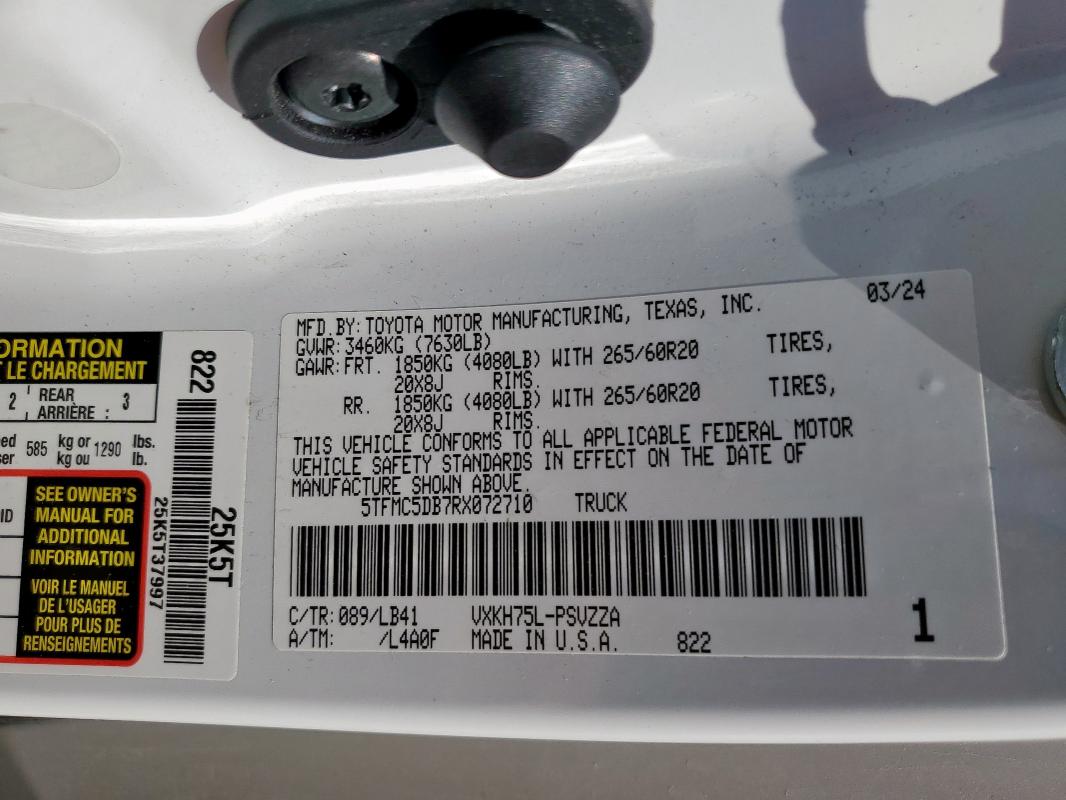 ORMATION
T LE CHARGEMENT
2 REAR ARRIÈRE : 3
585 kg or kg ou 1290 lbs. lb.
SEE OWNER'S
MANUAL FOR
ADDITIONAL
INFORMATION
VOIR LE MANUEL
DE L'USAGER
POUR PLUS DE
RENSEIGNEMENTS
822
25K5T37997
25K5T
03/24
MFD.BY:TOYOTA MOTOR MANUFACTURING, TEXAS, INC.
GVWR:3460KG (7630LB)
GAWR:FRT. 1850KG (4080LB) WITH 265/60R20 TIRES,
20X8J RIMS.
RR. 1850KG (4080LB) WITH 265/60R20 TIRES,
20X8J RIMS.
THIS VEHICLE CONFORMS TO ALL APPLICABLE FEDERAL MOTOR
VEHICLE SAFETY STANDARDS IN EFFECT ON THE DATE OF
MANUFACTURE SHOWN ABOVE.
5TFMC5DB7RX072710 TRUCK
C/TR:089/LB41 VXKH75L-PSVZZA
A/TM: /L4A0F MADE IN U.S.A. 822
1